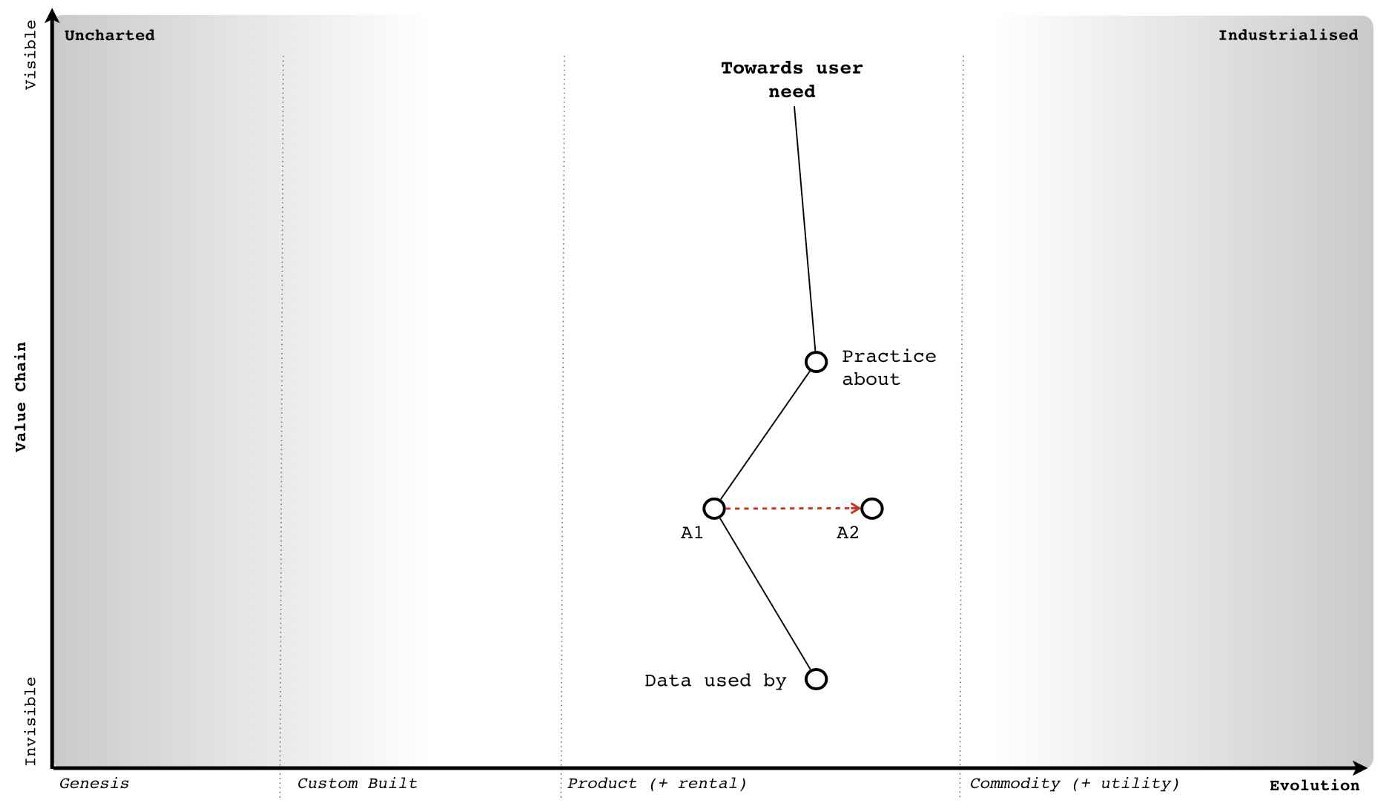 Visible
Uncharted
Industrialised
Towards user
need
Practice
about
Value Chain
A1
A2
Data used by
Invisible
Genesis
Custom Built
Product (+ rental)
Commodity (+ utility)
Evolution